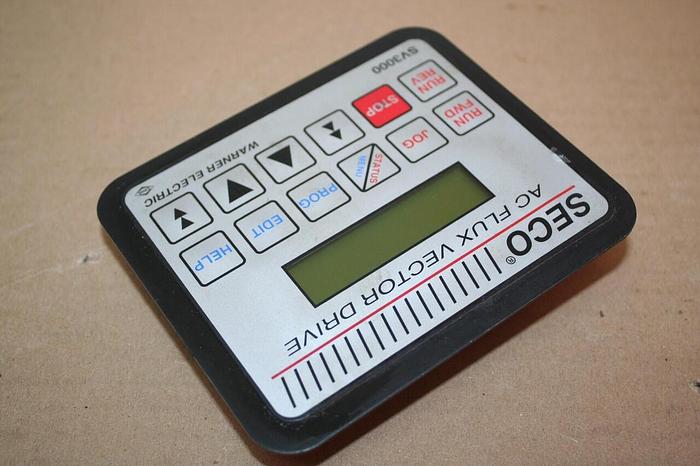 SECO®
AC FLUX VECTOR DRIVE
RUN FWD
JOG
STATUS
MENU
PROG
EDIT
HELP
RUN REV
STOP
SV3000
WARNER ELECTRIC